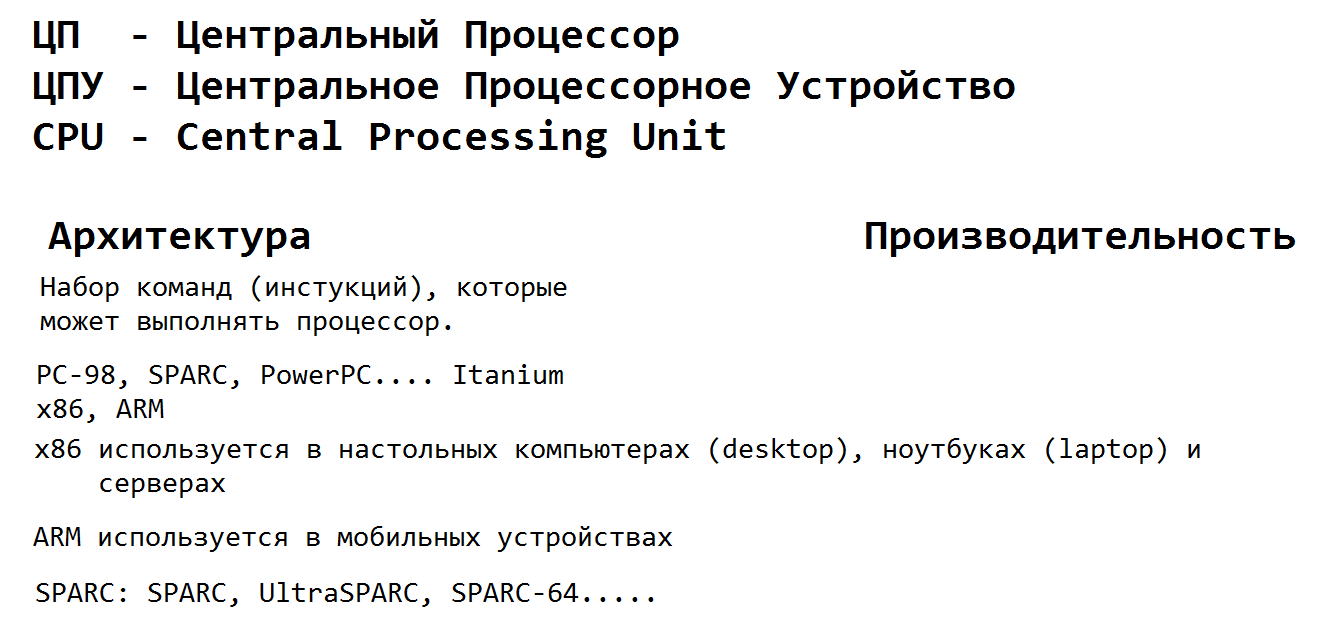 ЦП - Центральный Процессор
ЦПУ - Центральное Процессорное Устройство
CPU - Central Processing Unit
Архитектура
Производительность
Набор команд (инстукций), которые
может выполнять процессор.
PC-98, SPARC, PowerPC.... Itanium
x86, ARM
x86 используется в настольных компьютерах (desktop), ноутбуках (laptop) и
серверах
ARM используется в мобильных устройствах
SPARC: SPARC, UltraSPARC, SPARC-64.....